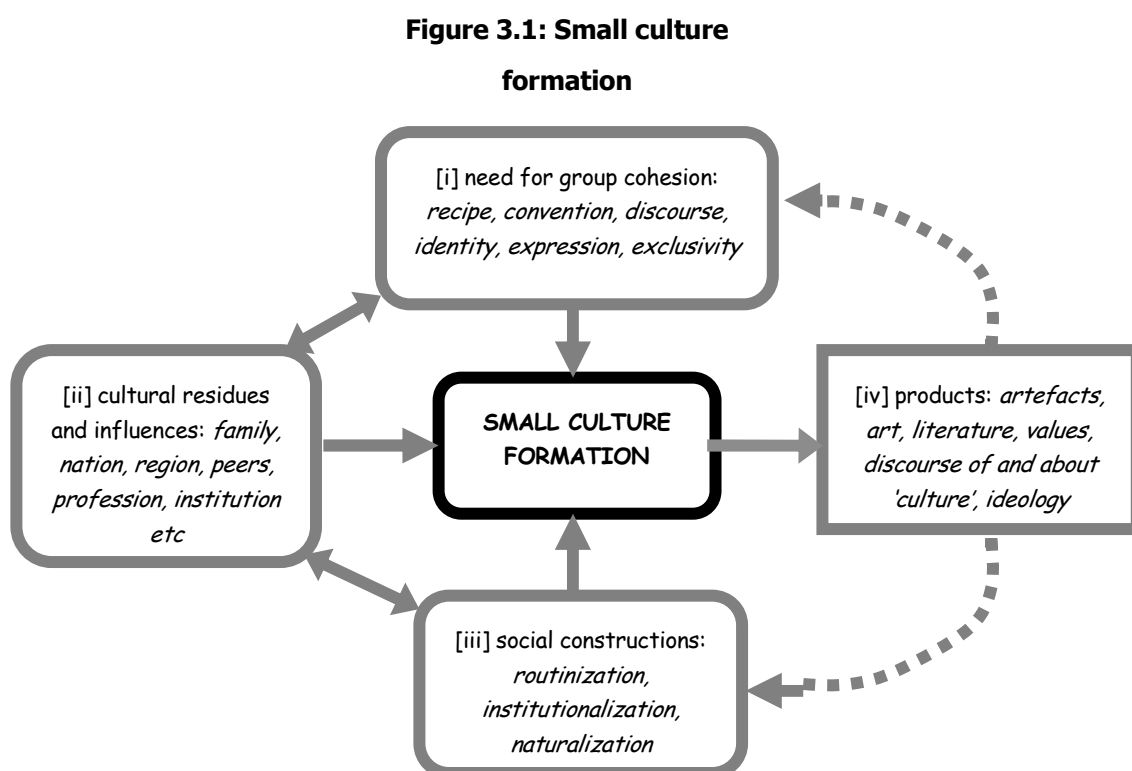 Figure 3.1: Small culture
formation
[i] need for group cohesion:
recipe, convention, discourse,
identity, expression, exclusivity
[ii] cultural residues
and influences: family,
nation, region, peers,
profession, institution
etc
SMALL CULTURE
FORMATION
[iv] products: artefacts,
art, literature, values,
discourse of and about
‘culture’, ideology
[iii] social constructions:
routinization,
institutionalization,
naturalization